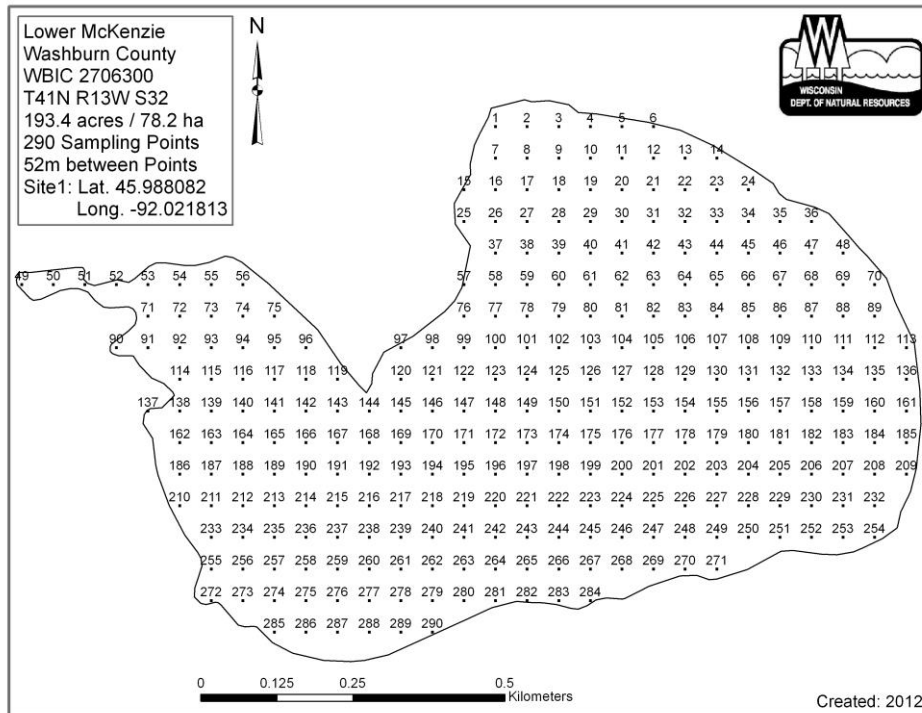 Lower McKenzie
Washburn County
WBIC 2706300
T41N R13W S32
193.4 acres / 78.2 ha
290 Sampling Points
52m between Points
Site1: Lat. 45.988082
Long. -92.021813
N
W
WISCONSIN
DEPT. OF NATURAL RESOURCES
1 2 3 4 5 6
7 8 9 10 11 12 13 14
15 16 17 18 19 20 21 22 23 24
25 26 27 28 29 30 31 32 33 34 35 36
37 38 39 40 41 42 43 44 45 46 47 48
49 50 51 52 53 54 55 56 57 58 59 60 61 62 63 64 65 66 67 68 69 70
71 72 73 74 75 76 77 78 79 80 81 82 83 84 85 86 87 88 89
90 91 92 93 94 95 96 97 98 99 100 101 102 103 104 105 106 107 108 109 110 111 112 113
114 115 116 117 118 119 120 121 122 123 124 125 126 127 128 129 130 131 132 133 134 135 136
137 138 139 140 141 142 143 144 145 146 147 148 149 150 151 152 153 154 155 156 157 158 159 160 161
162 163 164 165 166 167 168 169 170 171 172 173 174 175 176 177 178 179 180 181 182 183 184 185
186 187 188 189 190 191 192 193 194 195 196 197 198 199 200 201 202 203 204 205 206 207 208 209
210 211 212 213 214 215 216 217 218 219 220 221 222 223 224 225 226 227 228 229 230 231 232
233 234 235 236 237 238 239 240 241 242 243 244 245 246 247 248 249 250 251 252 253 254
255 256 257 258 259 260 261 262 263 264 265 266 267 268 269 270 271
272 273 274 275 276 277 278 279 280 281 282 283 284
285 286 287 288 289 290
0 0.125 0.25 0.5
Kilometers
Created: 2012